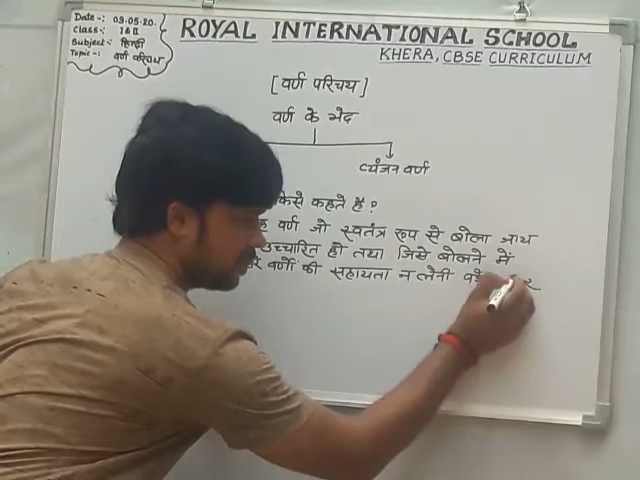 Date-: 09.05.20.
Class-: I & II
Subject-: हिन्दी
Topic-: वर्ण परिचय
ROYAL INTERNATIONAL SCHOOL
KHERA, CBSE CURRICULUM
[वर्ण परिचय]
वर्ण के भेद
व्यंजन वर्ण
किसे कहते हैं?
वर्ण जो स्वतंत्र रूप से बोला जाय
उच्चारित हो तथा जिसे बोलने में
वर्णो की सहायता न लेनी